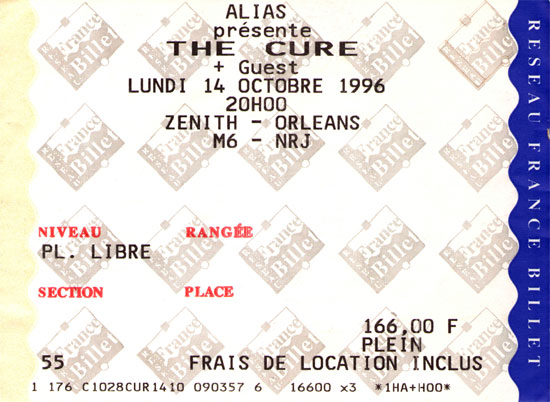 ALIAS
présente
THE CURE
+ Guest
LUNDI 14 OCTOBRE 1996
20H00
ZENITH - ORLEANS
M6 - NRJ
NIVEAU RANGÉE
PL. LIBRE
SECTION PLACE
166,00 F
PLEIN
55 FRAIS DE LOCATION INCLUS
1 176 C1028CUR1410 090357 6 16600 x3 *1HA+H00*
RESEAU FRANCE BILLET
France Billet